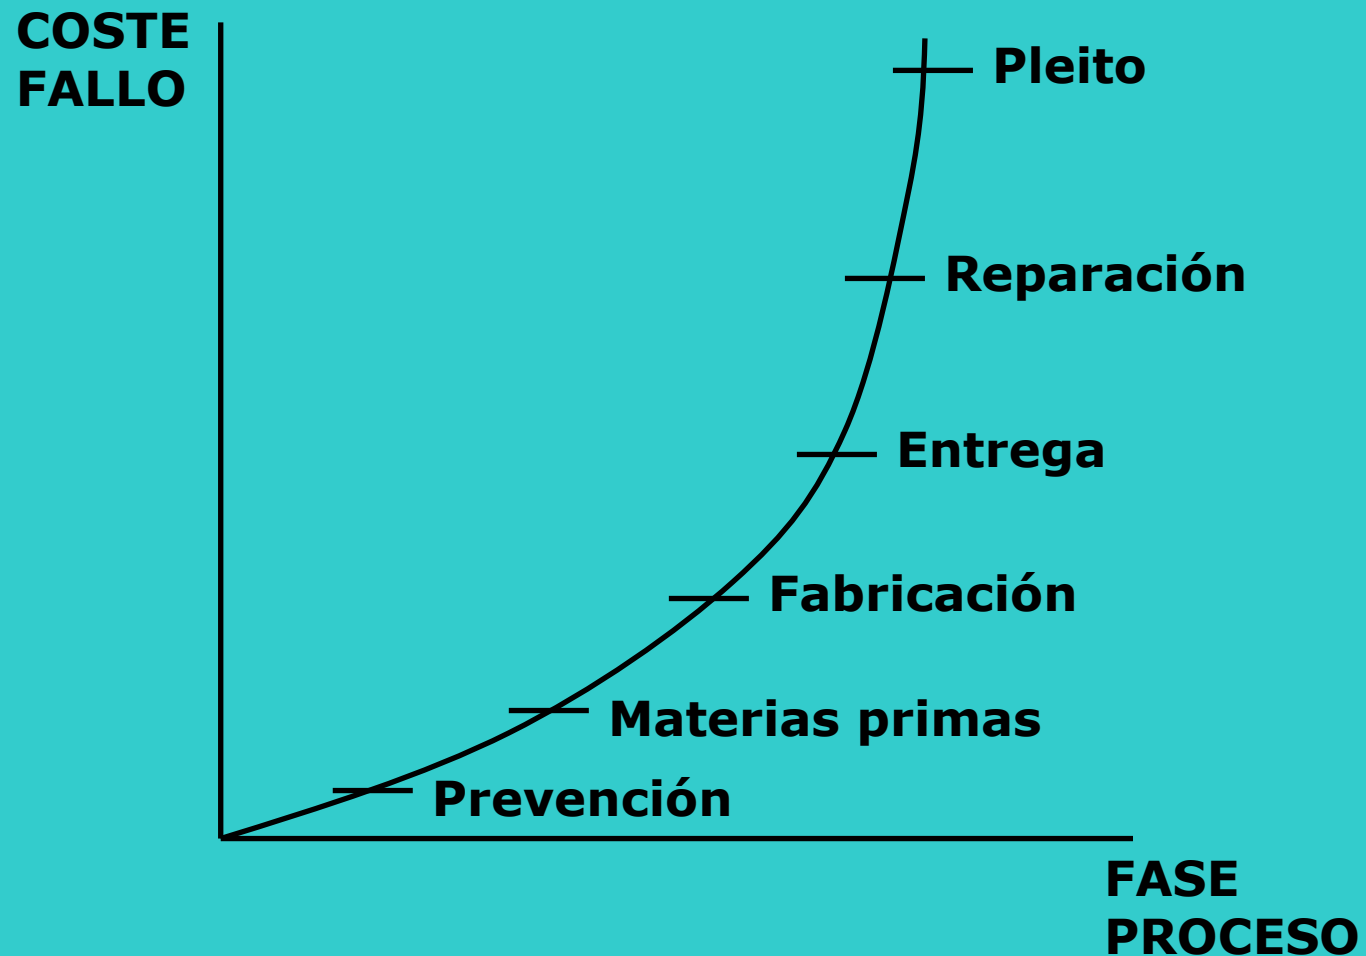 COSTE
FALLO
Pleito
Reparación
Entrega
Fabricación
Materias primas
Prevención
FASE
PROCESO